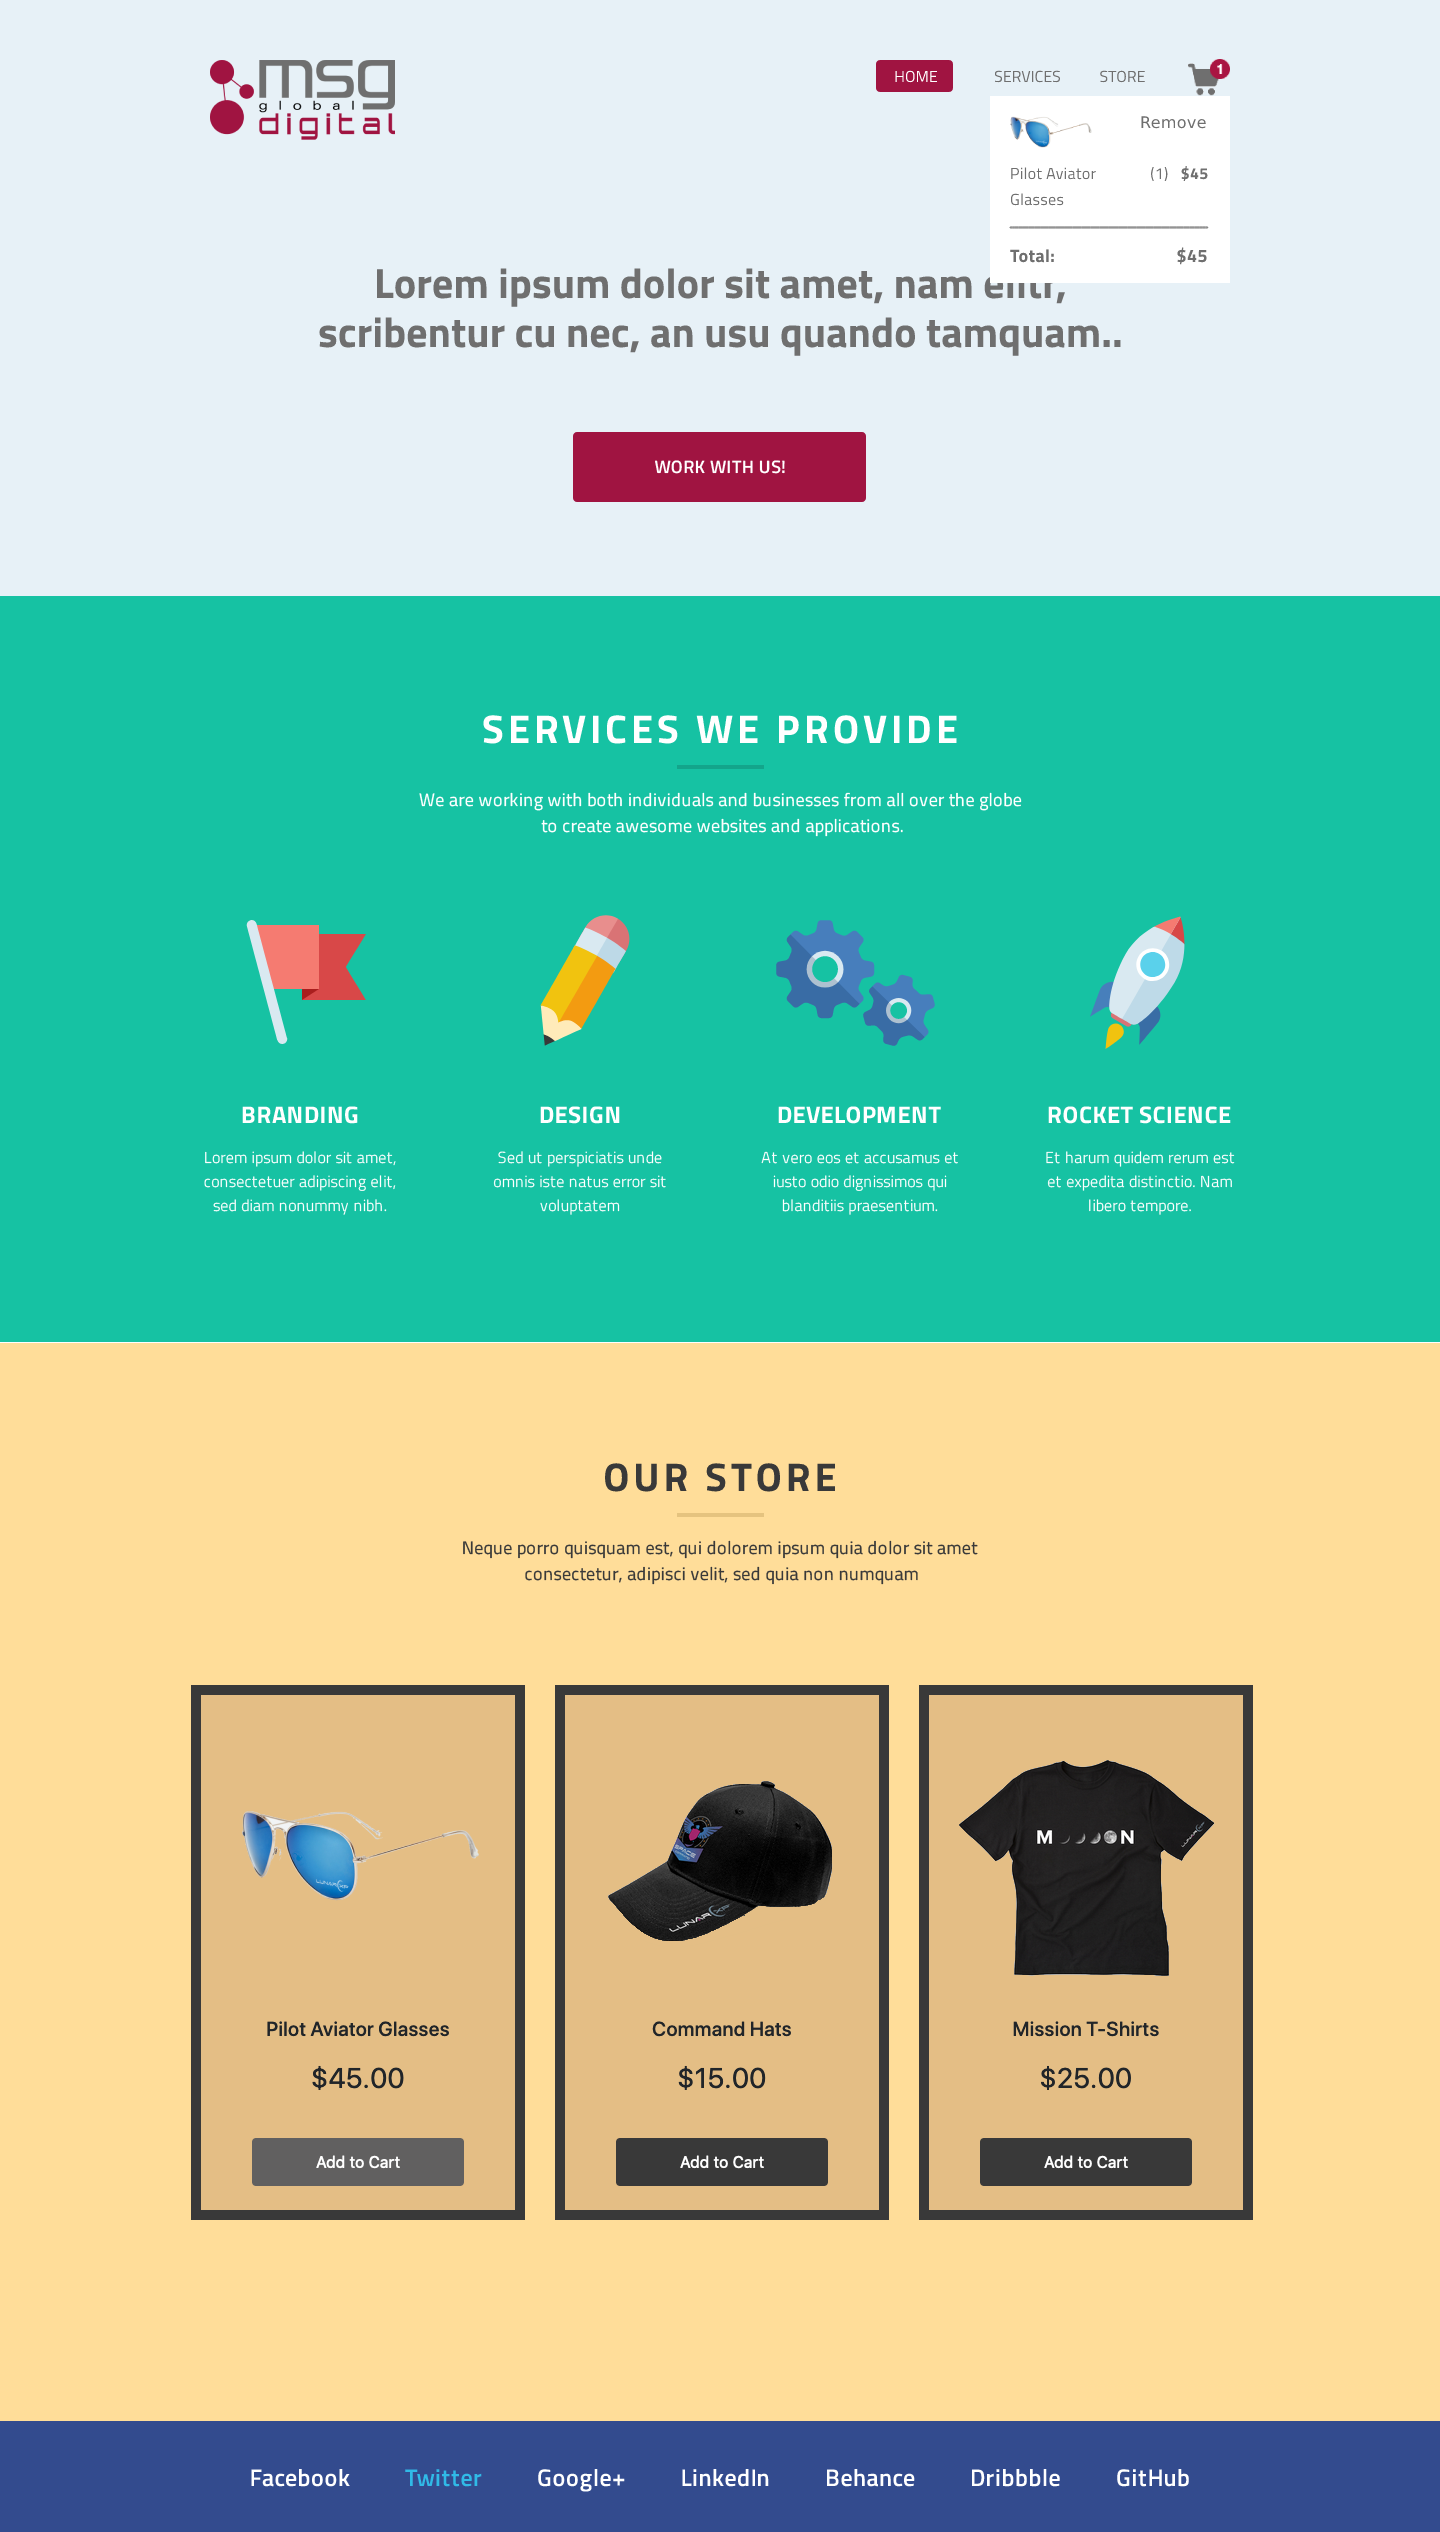 msg
global
digital
HOME
SERVICES
STORE
1
Remove
Pilot Aviator
Glasses
(1) $45
Total: $45
Lorem ipsum dolor sit amet, nam elitr,
scribentur cu nec, an usu quando tamquam..
WORK WITH US!
SERVICES WE PROVIDE
We are working with both individuals and businesses from all over the globe
to create awesome websites and applications.
BRANDING
Lorem ipsum dolor sit amet,
consectetuer adipiscing elit,
sed diam nonummy nibh.
DESIGN
Sed ut perspiciatis unde
omnis iste natus error sit
voluptatem
DEVELOPMENT
At vero eos et accusamus et
iusto odio dignissimos qui
blanditiis praesentium.
ROCKET SCIENCE
Et harum quidem rerum est
et expedita distinctio. Nam
libero tempore.
OUR STORE
Neque porro quisquam est, qui dolorem ipsum quia dolor sit amet
consectetur, adipisci velit, sed quia non numquam
LUNAR XP
Pilot Aviator Glasses
$45.00
Add to Cart
SPACE
LUNAR XP
Command Hats
$15.00
Add to Cart
M N
LUNAR XP
Mission T-Shirts
$25.00
Add to Cart
Facebook
Twitter
Google+
LinkedIn
Behance
Dribbble
GitHub